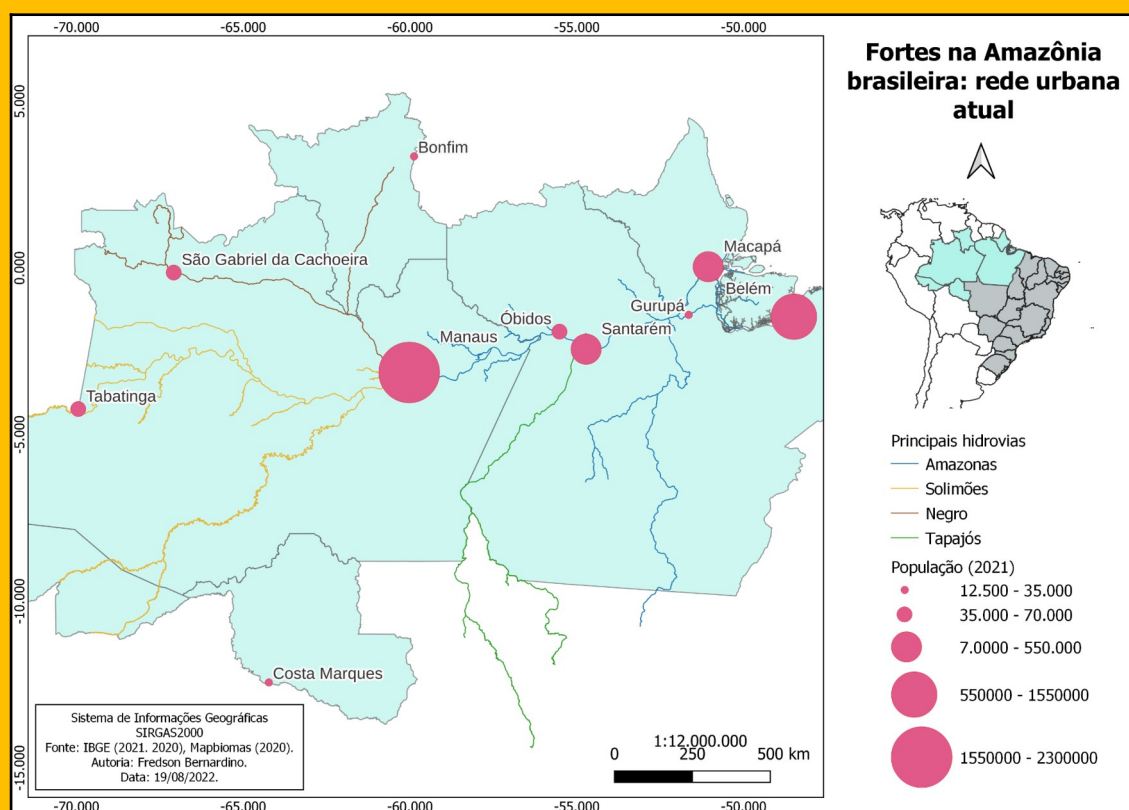 -70.000
-65.000
-60.000
-55.000
-50.000
5.000
0.000
-5.000
-10.000
-15.000
Bonfim
São Gabriel da Cachoeira
Macapá
Belém
Gurupá
Óbidos
Santarém
Manaus
Tabatinga
Costa Marques
Sistema de Informações Geográficas
SIRGAS2000
Fonte: IBGE (2021. 2020), Mapbiomas (2020).
Autoria: Fredson Bernardino.
Data: 19/08/2022.
1:12.000.000
0 250 500 km
-70.000
-65.000
-60.000
-55.000
-50.000
Fortes na Amazônia
brasileira: rede urbana
atual
Principais hidrovias
Amazonas
Solimões
Negro
Tapajós
População (2021)
12.500 - 35.000
35.000 - 70.000
7.0000 - 550.000
550000 - 1550000
1550000 - 2300000